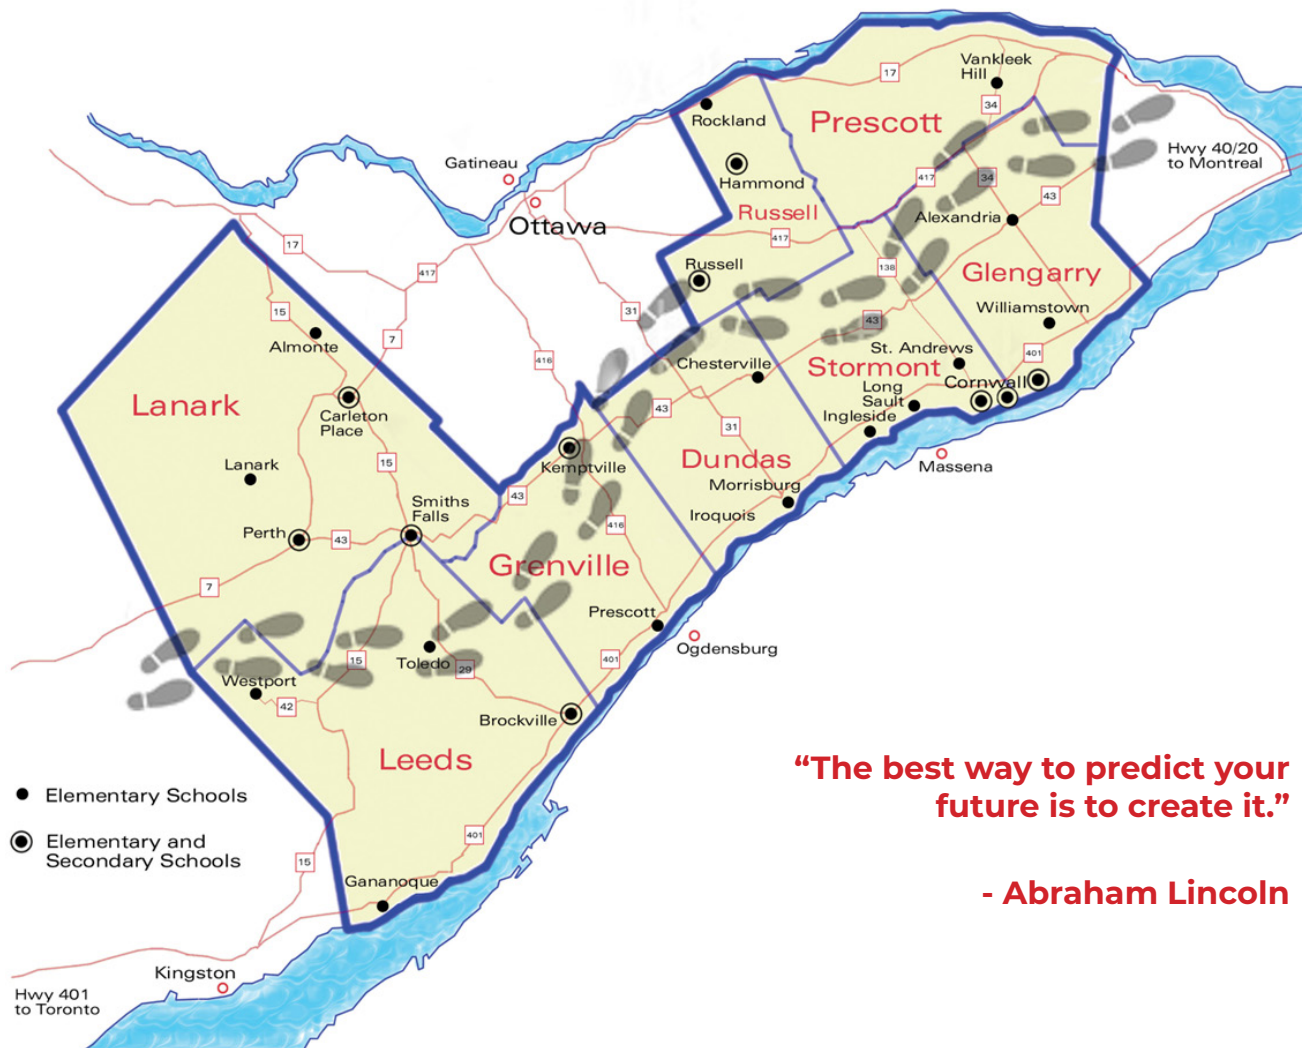 Vankleek
Hill
17
34
Rockland
Prescott
Hwy 40/20
to Montreal
Gatineau
Hammond
417
34
43
Russell
Alexandria
Ottawa
417
17
417
Russell
138
Glengarry
15
31
43
Williamstown
7
Almonte
416
Chesterville
St. Andrews
401
Stormont
Cornwall
Lanark
Long
Sault
Carleton
Place
43
Ingleside
31
Lanark
15
Kemptville
Dundas
Massena
Morrisburg
Smiths
Falls
43
Iroquois
416
Perth
43
Grenville
7
Prescott
Ogdensburg
15
Toledo
29
401
Westport
42
Brockville
Leeds
“The best way to predict your
future is to create it.”
Elementary Schools
401
Elementary and
Secondary Schools
15
Gananoque
- Abraham Lincoln
Kingston
Hwy 401
to Toronto